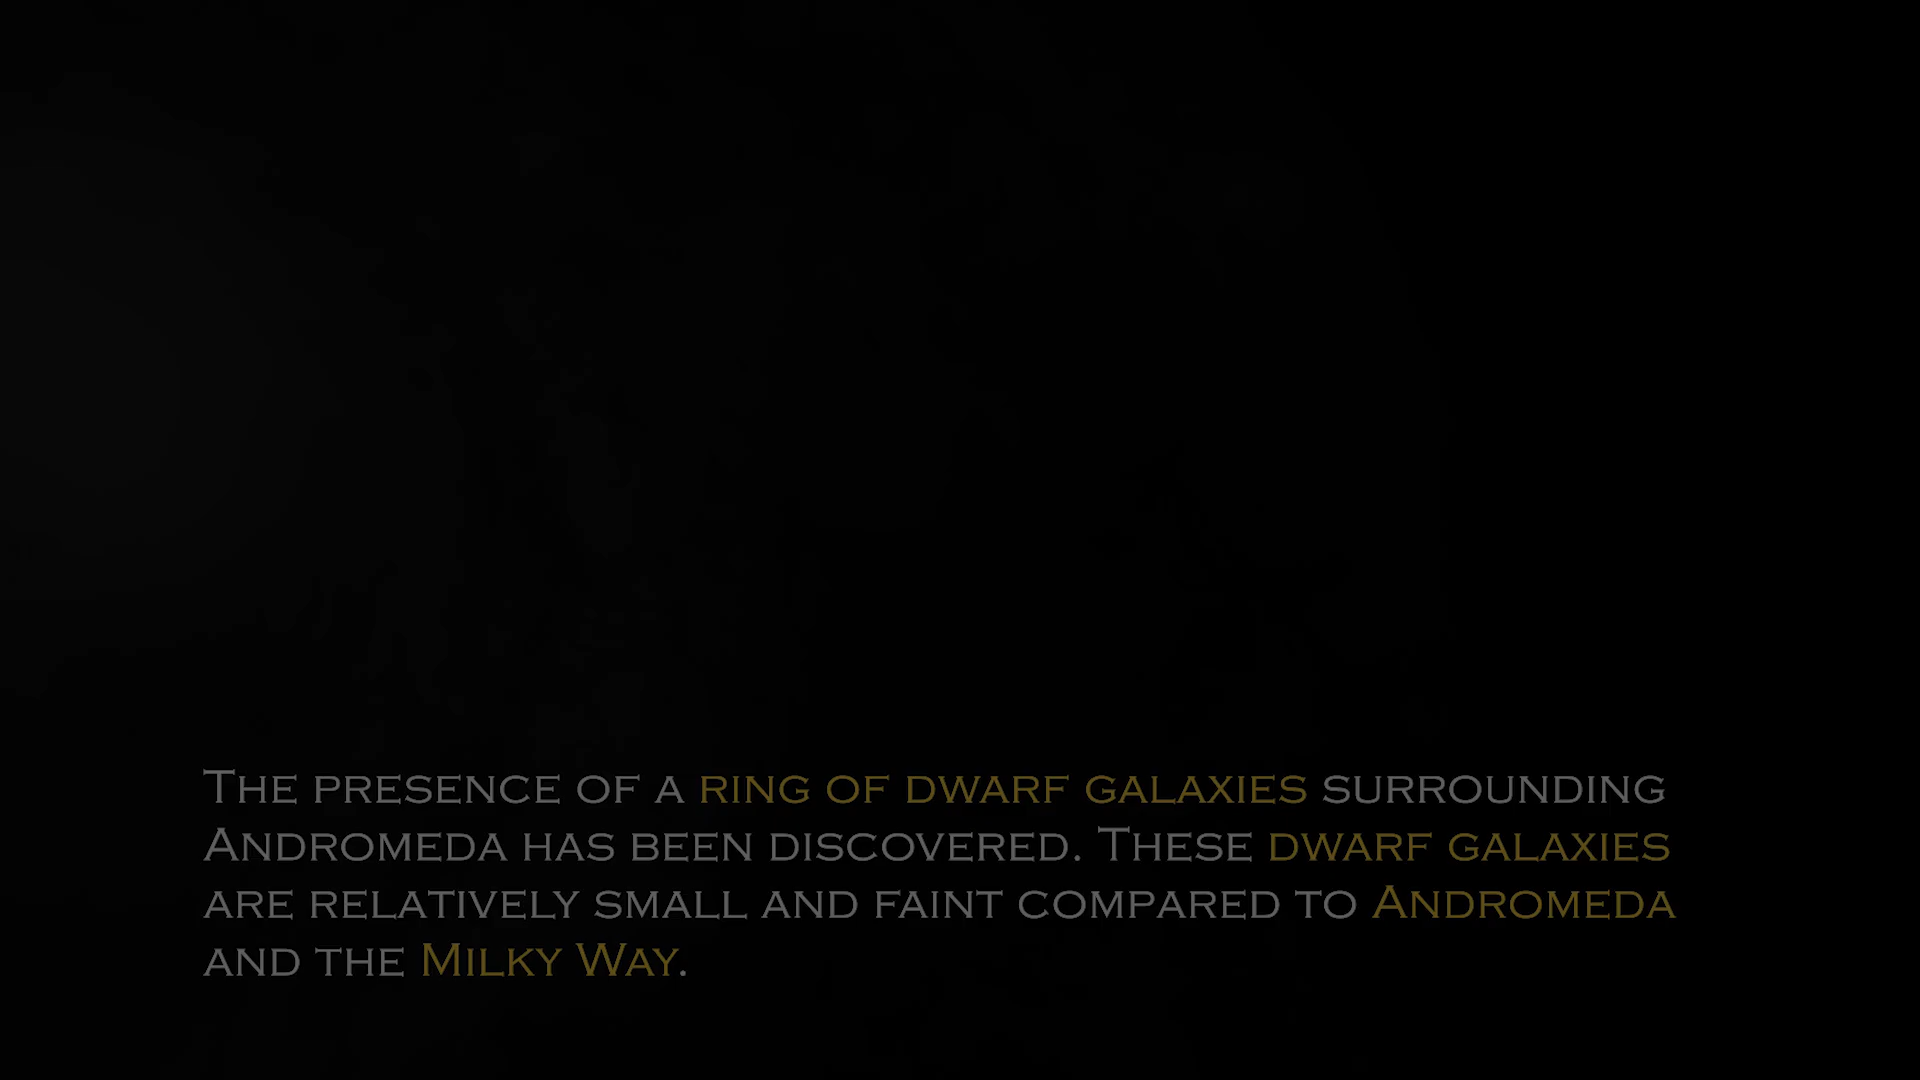 The presence of a ring of dwarf galaxies surrounding
Andromeda has been discovered. These dwarf galaxies
are relatively small and faint compared to Andromeda
and the Milky Way.